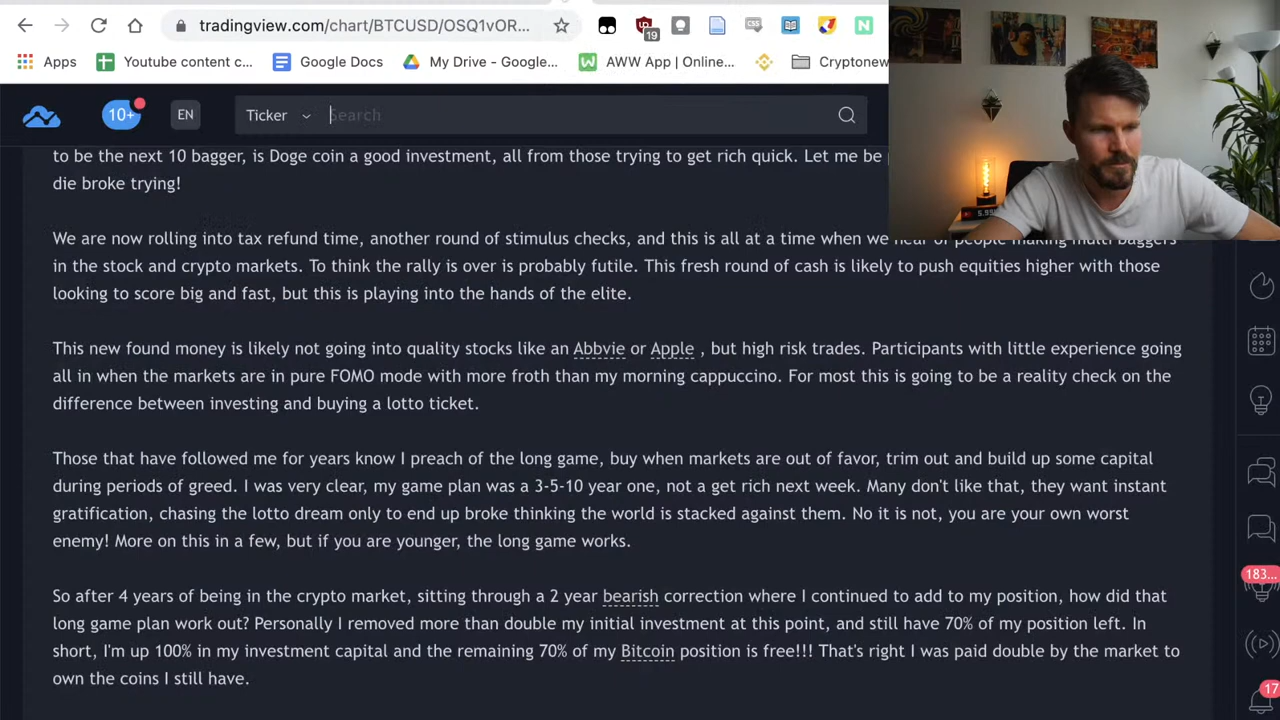 tradingview.com/chart/BTCUSD/OSQ1vOR...
19
CSS
N
Apps
Youtube content c...
Google Docs
My Drive - Google...
AWW App | Online...
Cryptonew
10+
EN
Ticker
Search
to be the next 10 bagger, is Doge coin a good investment, all from those trying to get rich quick. Let me be
die broke trying!
We are now rolling into tax refund time, another round of stimulus checks, and this is all at a time when we hear of people making multi baggers
in the stock and crypto markets. To think the rally is over is probably futile. This fresh round of cash is likely to push equities higher with those
looking to score big and fast, but this is playing into the hands of the elite.
This new found money is likely not going into quality stocks like an Abbvie or Apple , but high risk trades. Participants with little experience going
all in when the markets are in pure FOMO mode with more froth than my morning cappuccino. For most this is going to be a reality check on the
difference between investing and buying a lotto ticket.
Those that have followed me for years know I preach of the long game, buy when markets are out of favor, trim out and build up some capital
during periods of greed. I was very clear, my game plan was a 3-5-10 year one, not a get rich next week. Many don't like that, they want instant
gratification, chasing the lotto dream only to end up broke thinking the world is stacked against them. No it is not, you are your own worst
enemy! More on this in a few, but if you are younger, the long game works.
So after 4 years of being in the crypto market, sitting through a 2 year bearish correction where I continued to add to my position, how did that
long game plan work out? Personally I removed more than double my initial investment at this point, and still have 70% of my position left. In
short, I'm up 100% in my investment capital and the remaining 70% of my Bitcoin position is free!!! That's right I was paid double by the market to
own the coins I still have.
183...
17